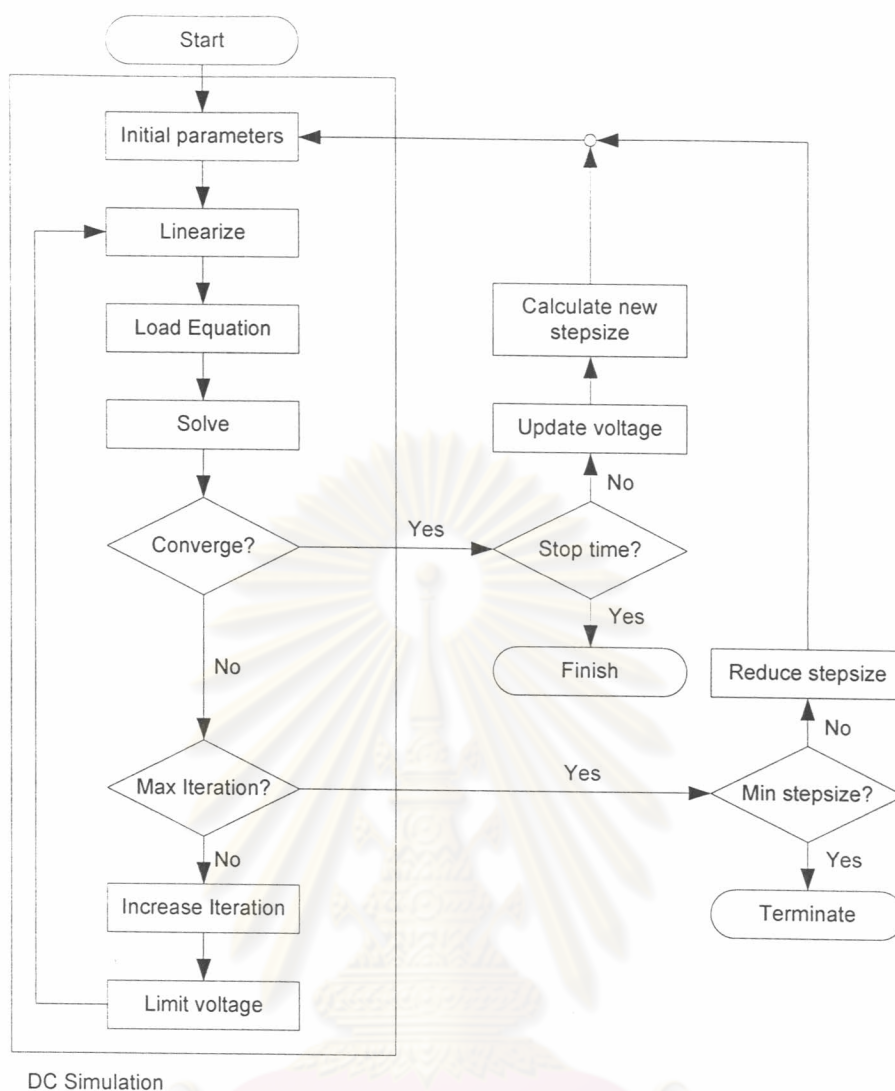 Start
Initial parameters
Linearize
Load Equation
Solve
Converge?
Yes
No
Max Iteration?
Yes
No
Increase Iteration
Limit voltage
Calculate new
stepsize
Update voltage
No
Stop time?
Yes
Finish
Reduce stepsize
No
Min stepsize?
Yes
Terminate
DC Simulation